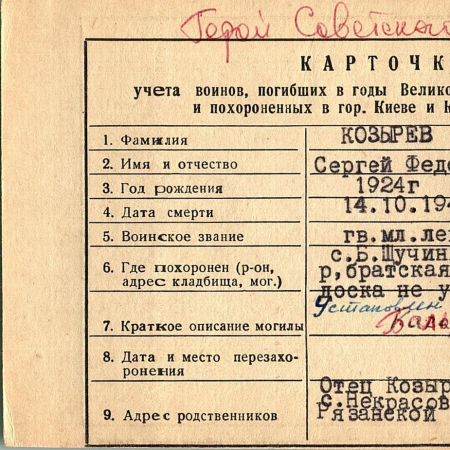 Герой Советского
КАРТОЧК
учета воинов, погибших в годы Велико
и похороненных в гор. Киеве и К
1. Фамилия КОЗЫРЕВ
2. Имя и отчество Сергей Федо
3. Год рождения 1924г
4. Дата смерти 14.10.194
5. Воинское звание гв.мл.лей
6. Где похоронен (р-он, с.Б.Щучин
адрес кладбища, мог.) р,братская
доска не у
Установлен
7. Краткое описание могилы
8. Дата и место перезахо-
ронения
Отец Козыр
9. Адрес родственников с.Некрасов
Рязанской